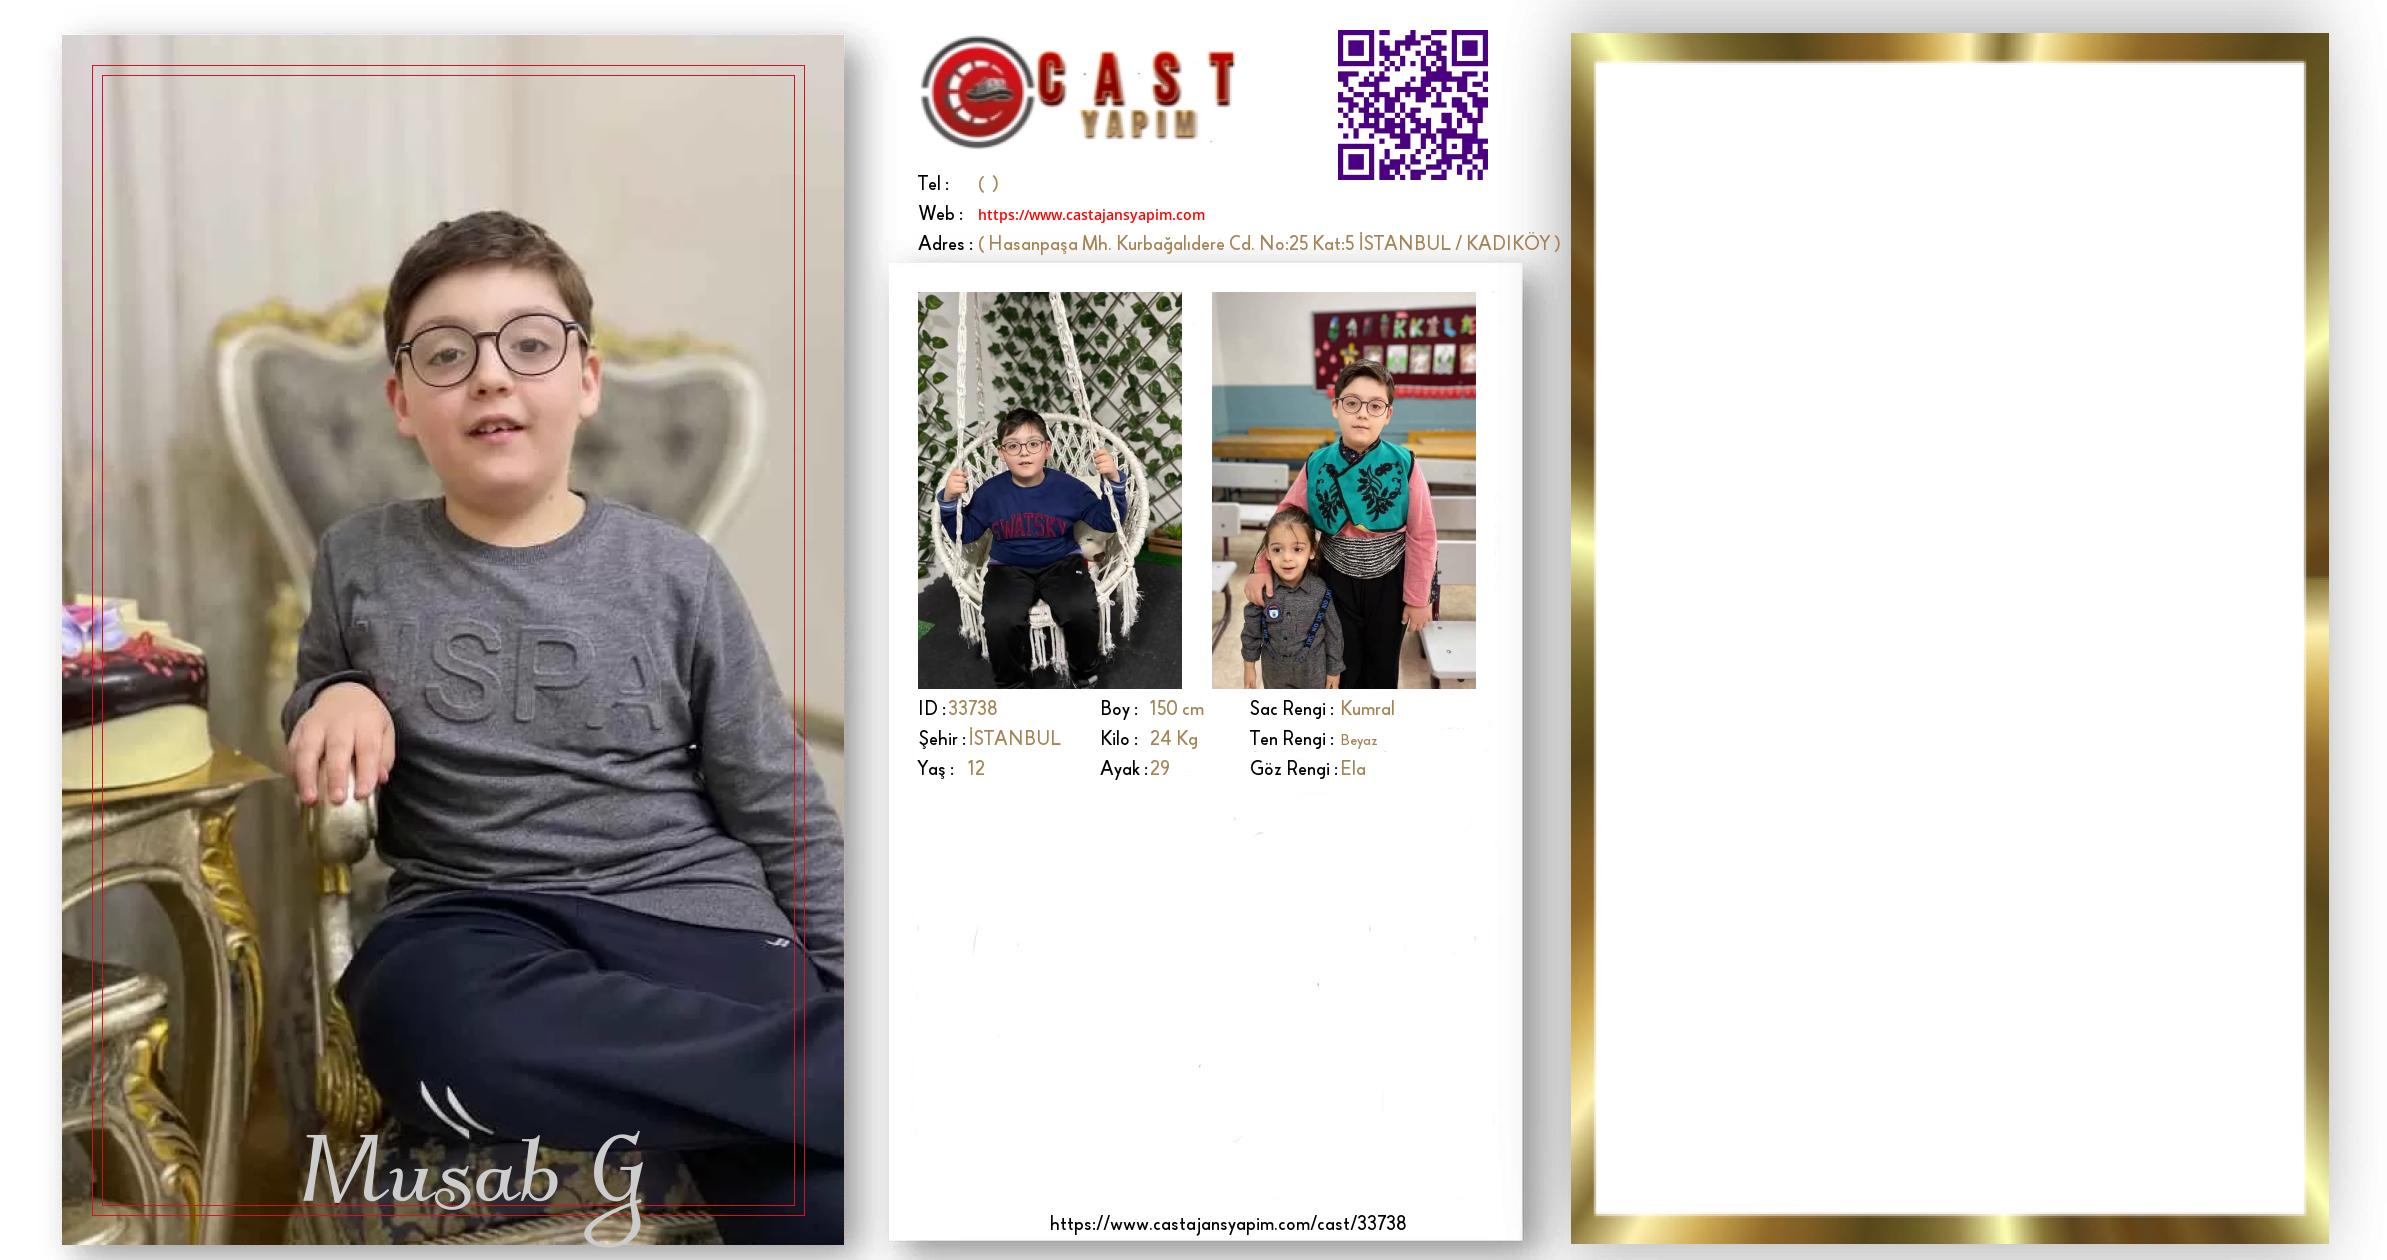 Musab G
CAST
YAPIM
Tel : ( )
Web : https://www.castajansyapim.com
Adres : ( Hasanpaşa Mh. Kurbağalıdere Cd. No:25 Kat:5 İSTANBUL / KADIKÖY )
SWATSKY
ID : 33738 Boy : 150 cm Sac Rengi : Kumral
Şehir : İSTANBUL Kilo : 24 Kg Ten Rengi : Beyaz
Yaş : 12 Ayak : 29 Göz Rengi : Ela
https://www.castajansyapim.com/cast/33738